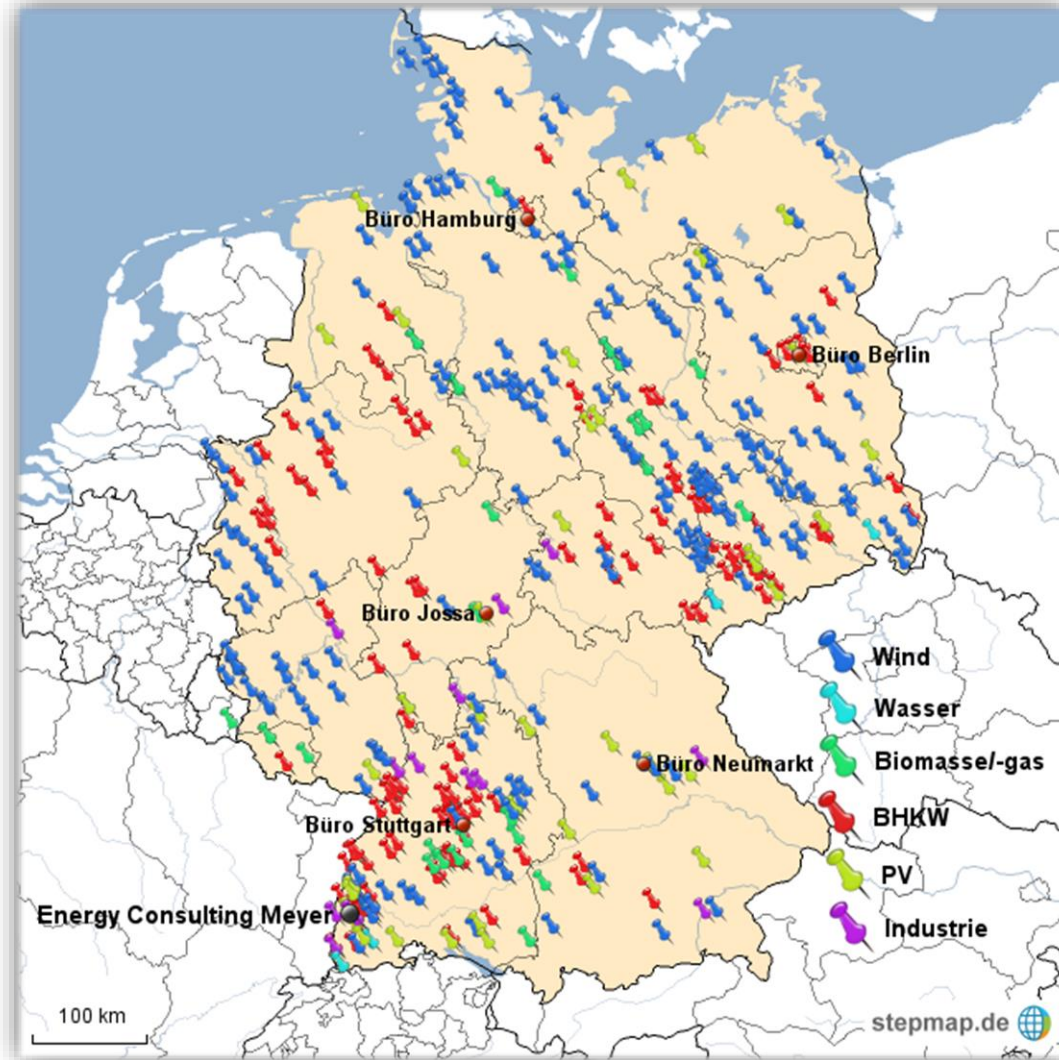 Büro Hamburg
Büro Berlin
Büro Jossa
Wind
Wasser
Biomasse/-gas
Büro Neumarkt
BHKW
Büro Stuttgart
PV
Energy Consulting Meyer
Industrie
100 km
stepmap.de